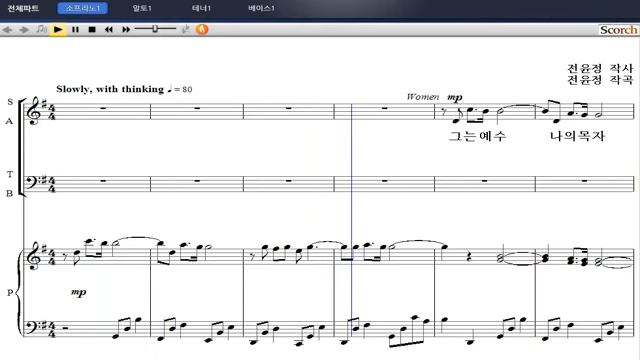 전체파트 소프라노1 알토1 테너1 베이스1
Scorch
전윤정 작사
전윤정 작곡
Slowly, with thinking ♩= 80
Women mp
S
A
그는예수 나의목자
T
B
P
mp